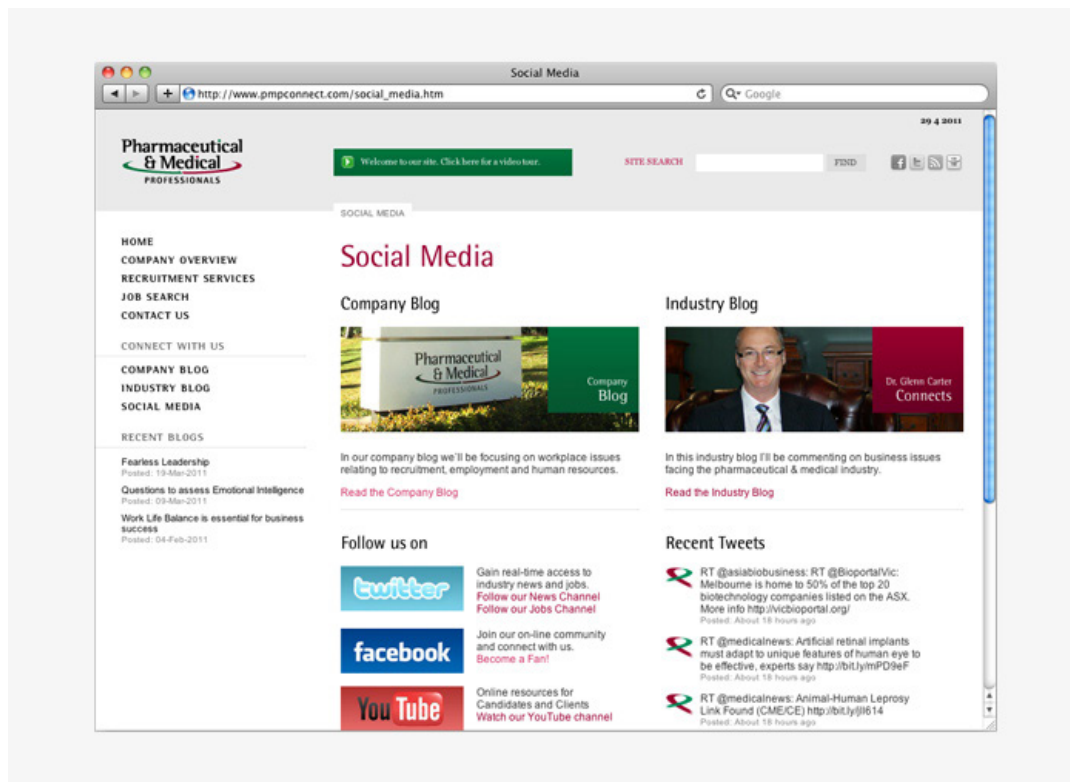 Social Media
http://www.pmpconnect.com/social_media.htm
Google
29 4 2011
Pharmaceutical
& Medical
PROFESSIONALS
Welcome to our site. Click here for a video tour.
SITE SEARCH
FIND
SOCIAL MEDIA
HOME
COMPANY OVERVIEW
RECRUITMENT SERVICES
JOB SEARCH
CONTACT US
CONNECT WITH US
COMPANY BLOG
INDUSTRY BLOG
SOCIAL MEDIA
RECENT BLOGS
Fearless Leadership
Posted: 19-Mar-2011
Questions to assess Emotional Intelligence
Posted: 09-Mar-2011
Work Life Balance is essential for business
success
Posted: 04-Feb-2011
Social Media
Company Blog
Pharmaceutical
& Medical
PROFESSIONALS
Company
Blog
In our company blog we'll be focusing on workplace issues
relating to recruitment, employment and human resources.
Read the Company Blog
Industry Blog
Dr. Glenn Carter
Connects
In this industry blog I'll be commenting on business issues
facing the pharmaceutical & medical industry.
Read the Industry Blog
Follow us on
twitter
Gain real-time access to
industry news and jobs.
Follow our News Channel
Follow our Jobs Channel
facebook
Join our on-line community
and connect with us.
Become a Fan!
YouTube
Online resources for
Candidates and Clients
Watch our YouTube channel
Recent Tweets
RT @asiabiobusiness: RT @BioportalVic:
Melbourne is home to 50% of the top 20
biotechnology companies listed on the ASX.
More info http://vicbioportal.org/
Posted: About 18 hours ago
RT @medicalnews: Artificial retinal implants
must adapt to unique features of human eye to
be effective, experts say http://bit.ly/mPD9eF
Posted: About 18 hours ago
RT @medicalnews: Animal-Human Leprosy
Link Found (CME/CE)
Posted: About 18 hours ago